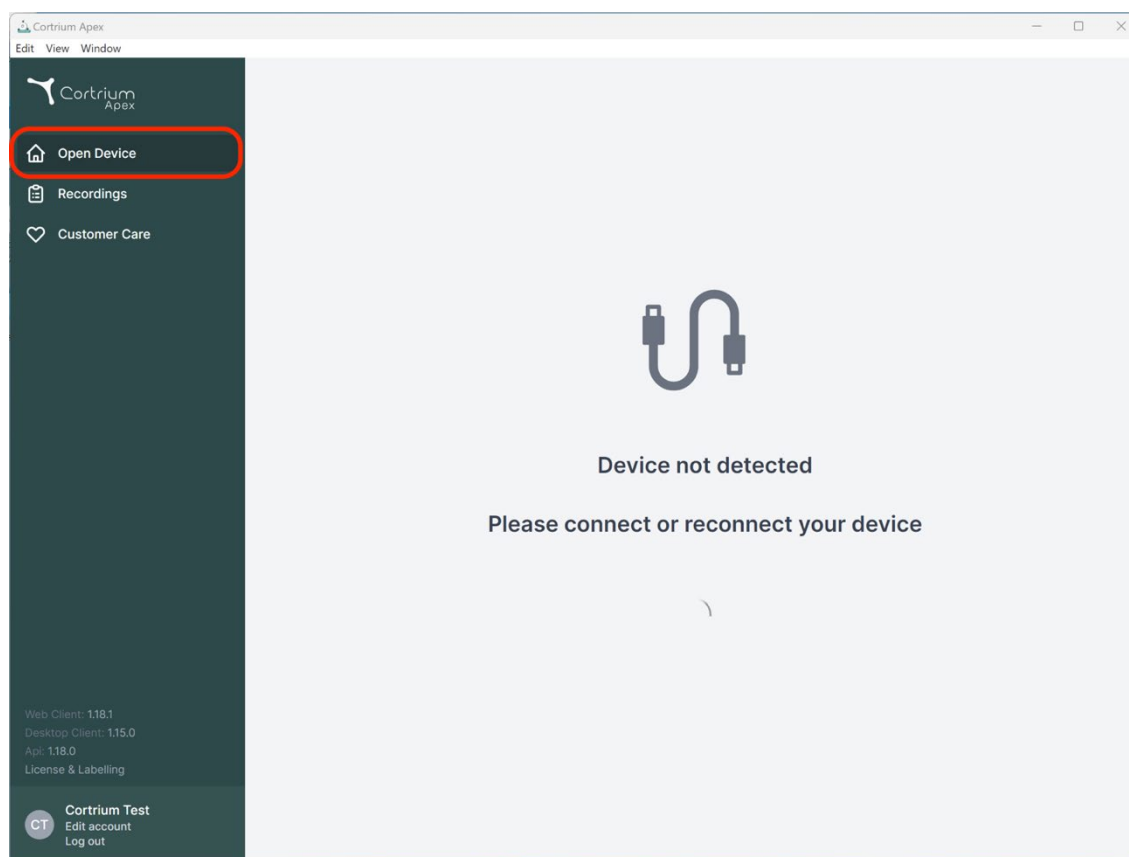 Cortrium Apex
Edit View Window
Cortrium
Apex
Open Device
Recordings
Customer Care
Device not detected
Please connect or reconnect your device
Web Client: 1.18.1
Desktop Client: 1.15.0
Api: 1.18.0
License & Labelling
CT
Cortrium Test
Edit account
Log out